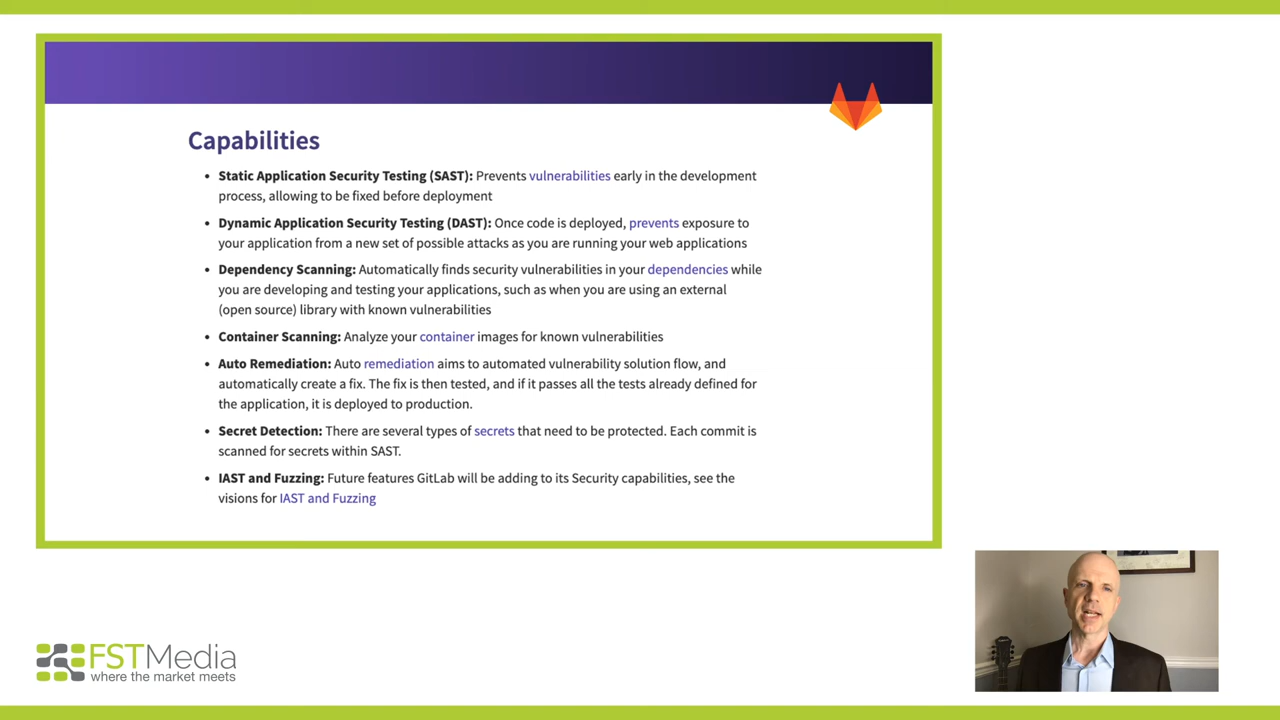 Capabilities
• Static Application Security Testing (SAST): Prevents vulnerabilities early in the development
process, allowing to be fixed before deployment
• Dynamic Application Security Testing (DAST): Once code is deployed, prevents exposure to
your application from a new set of possible attacks as you are running your web applications
• Dependency Scanning: Automatically finds security vulnerabilities in your dependencies while
you are developing and testing your applications, such as when you are using an external
(open source) library with known vulnerabilities
• Container Scanning: Analyze your container images for known vulnerabilities
• Auto Remediation: Auto remediation aims to automated vulnerability solution flow, and
automatically create a fix. The fix is then tested, and if it passes all the tests already defined for
the application, it is deployed to production.
• Secret Detection: There are several types of secrets that need to be protected. Each commit is
scanned for secrets within SAST.
• IAST and Fuzzing: Future features GitLab will be adding to its Security capabilities, see the
visions for IAST and Fuzzing
FSTMedia
where the market meets